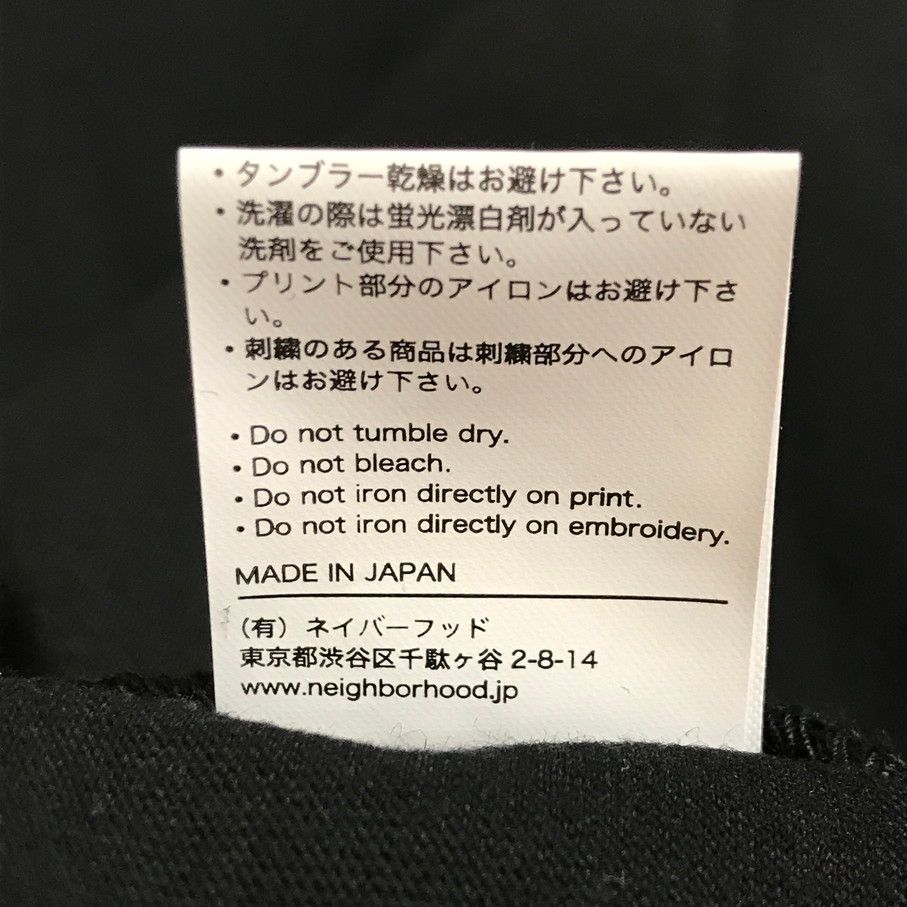 ・タンブラー乾燥はお避け下さい。
・洗濯の際は蛍光漂白剤が入っていない
洗剤をご使用下さい。
・プリント部分のアイロンはお避け下さ
い。
・刺繍のある商品は刺繍部分へのアイロ
ンはお避け下さい。
・Do not tumble dry.
・Do not bleach.
・Do not iron directly on print.
・Do not iron directly on embroidery.
MADE IN JAPAN
（有）ネイバーフッド
東京都渋谷区千駄ヶ谷 2-8-14
www.neighborhood.jp